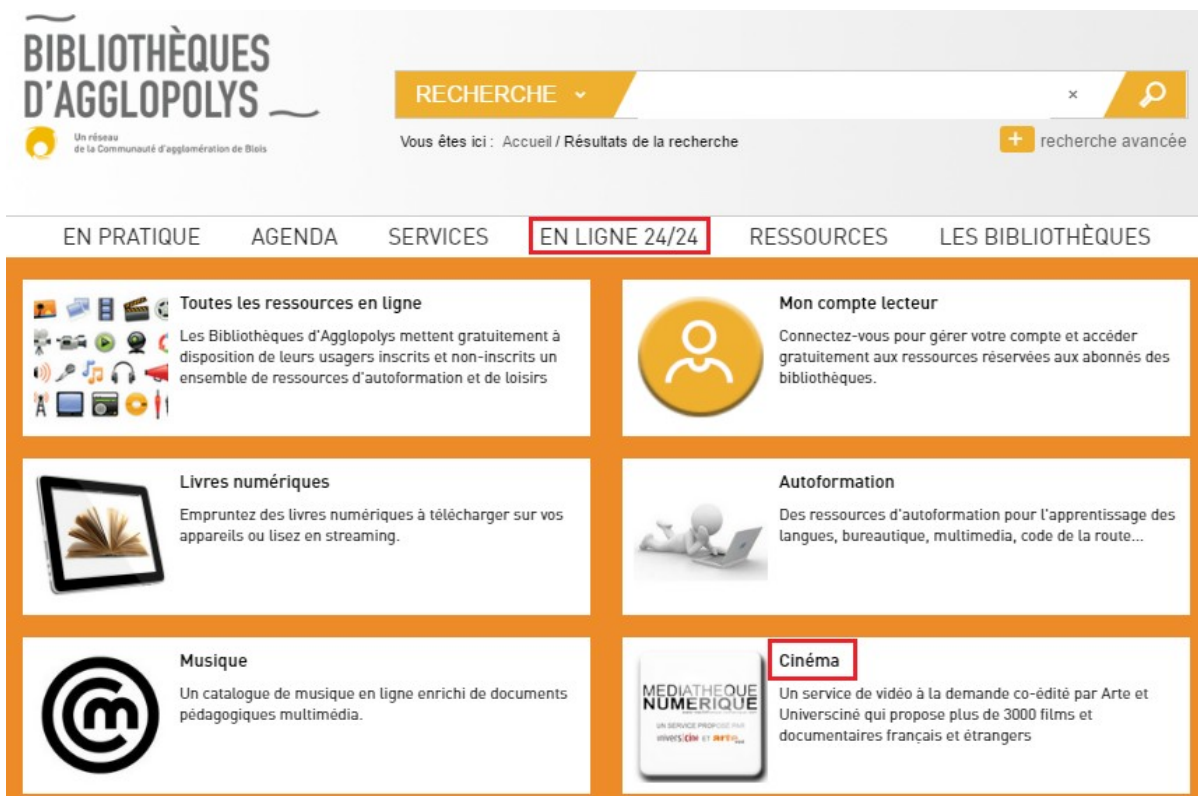 BIBLIOTHÈQUES
D'AGGLOPOLYS
Un réseau
de la Communauté d'agglomération de Blois
RECHERCHE
×
Vous êtes ici : Accueil / Résultats de la recherche
+ recherche avancée
EN PRATIQUE AGENDA SERVICES EN LIGNE 24/24 RESSOURCES LES BIBLIOTHÈQUES
Toutes les ressources en ligne
Les Bibliothèques d'Agglopolys mettent gratuitement à
disposition de leurs usagers inscrits et non-inscrits un
ensemble de ressources d'autoformation et de loisirs
Mon compte lecteur
Connectez-vous pour gérer votre compte et accéder
gratuitement aux ressources réservées aux abonnés des
bibliothèques.
Livres numériques
Empruntez des livres numériques à télécharger sur vos
appareils ou lisez en streaming.
Autoformation
Des ressources d'autoformation pour l'apprentissage des
langues, bureautique, multimedia, code de la route...
Musique
Un catalogue de musique en ligne enrichi de documents
pédagogiques multimédia.
MEDIATHEQUE
NUMERIQUE
UN SERVICE PROPOSÉ PAR
universciné ET arte
Cinéma
Un service de vidéo à la demande co-édité par Arte et
Universciné qui propose plus de 3000 films et
documentaires français et étrangers